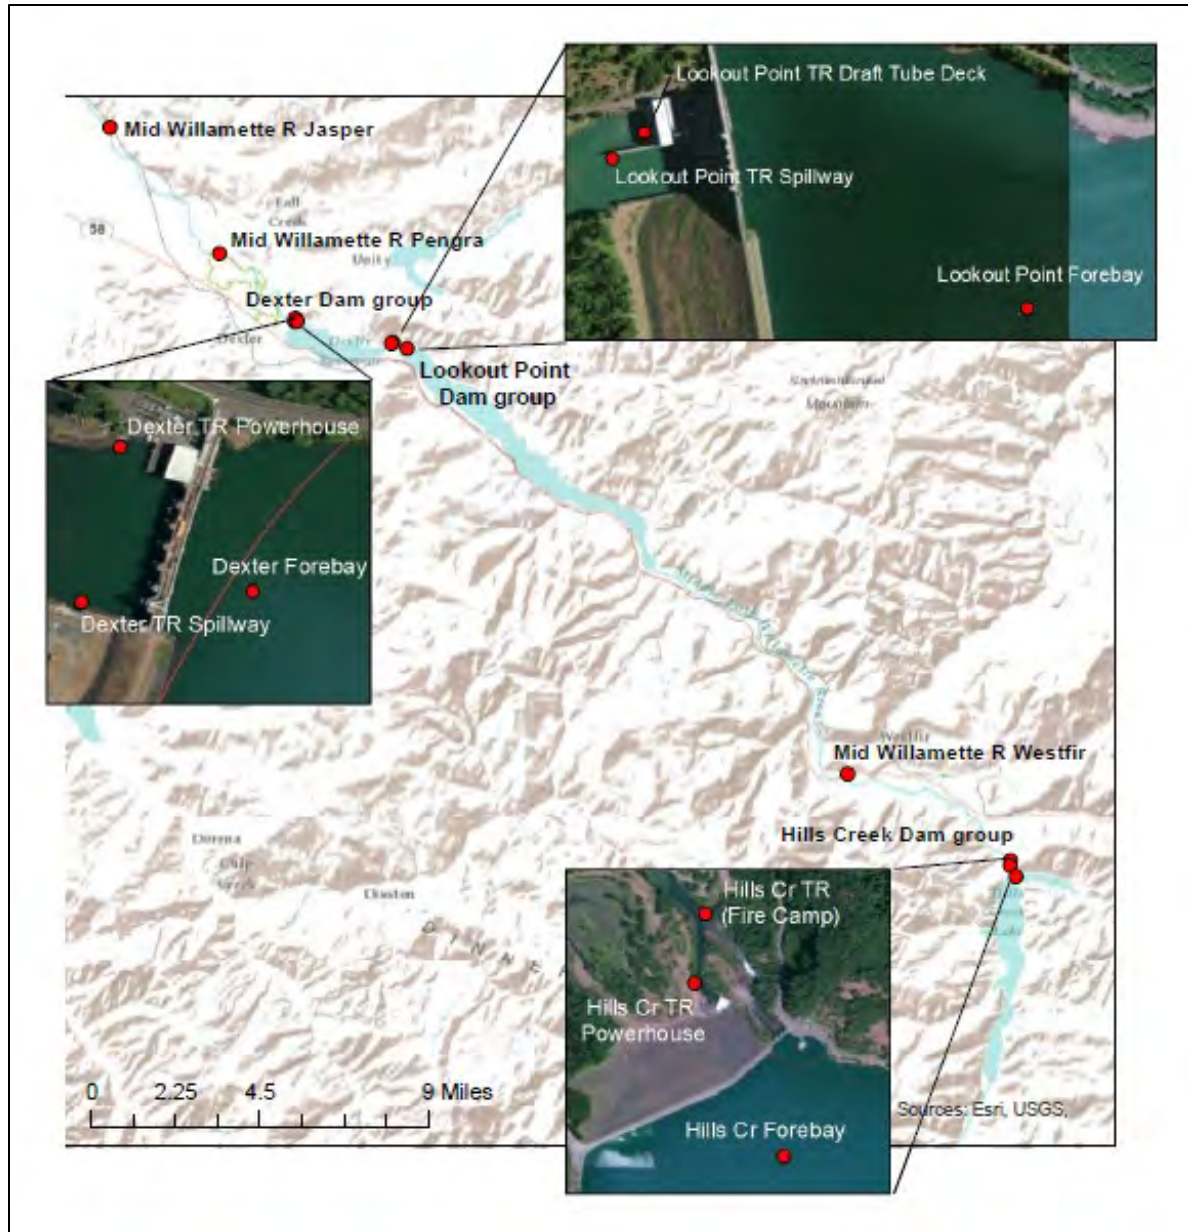 Lookout Point TR Draft Tube Deck
Mid Willamette R Jasper
Lookout Point TR Spillway
Fall
Creek
58
Mid Willamette R Pengra
Lookout Point Forebay
Dexter Dam group
Dexter
Dexter
Lookout Point
Dam group
Mountain
Dexter TR Powerhouse
Dexter Forebay
Dexter TR Spillway
Westfir
Mid Willamette R Westfir
Hills Creek Dam group
Dorena
Culp
Creek
Disston
Hills Cr TR
(Fire Camp)
Hills Cr TR
Powerhouse
0 2.25 4.5 9 Miles
Sources: Esri, USGS,
Hills Cr Forebay